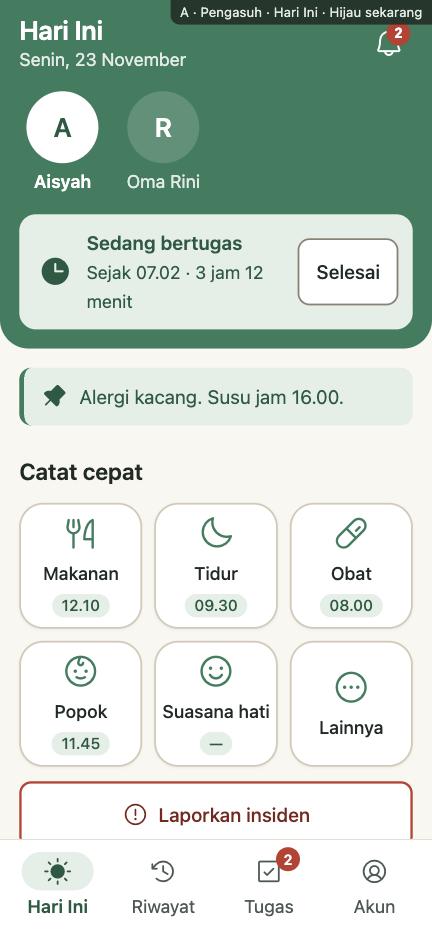 A · Pengasuh · Hari Ini · Hijau sekarang
Hari Ini
2
Senin, 23 November
A
R
Aisyah
Oma Rini
Sedang bertugas
Sejak 07.02 · 3 jam 12
menit
Selesai
Alergi kacang. Susu jam 16.00.
Catat cepat
Makanan
Tidur
Obat
12.10
09.30
08.00
Popok
Suasana hati
Lainnya
11.45
—
Laporkan insiden
2
Hari Ini
Riwayat
Tugas
Akun